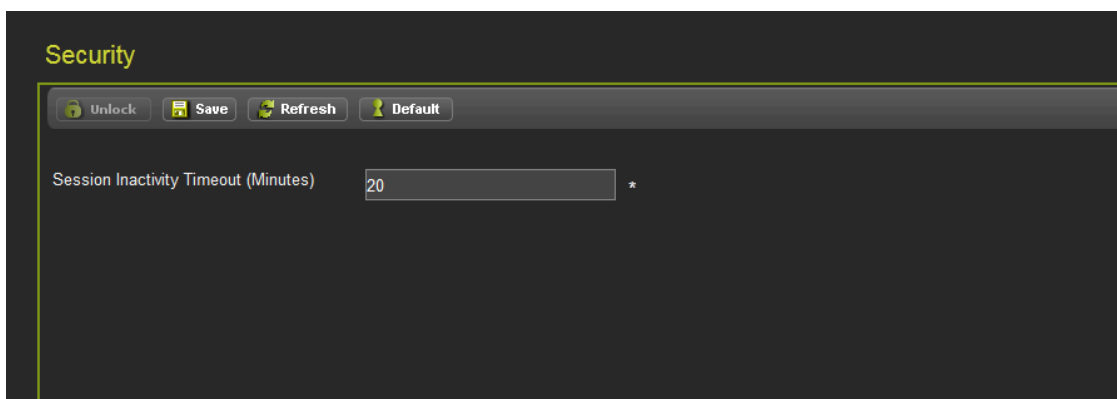 Security
Unlock Save Refresh Default
Session Inactivity Timeout (Minutes) 20 *